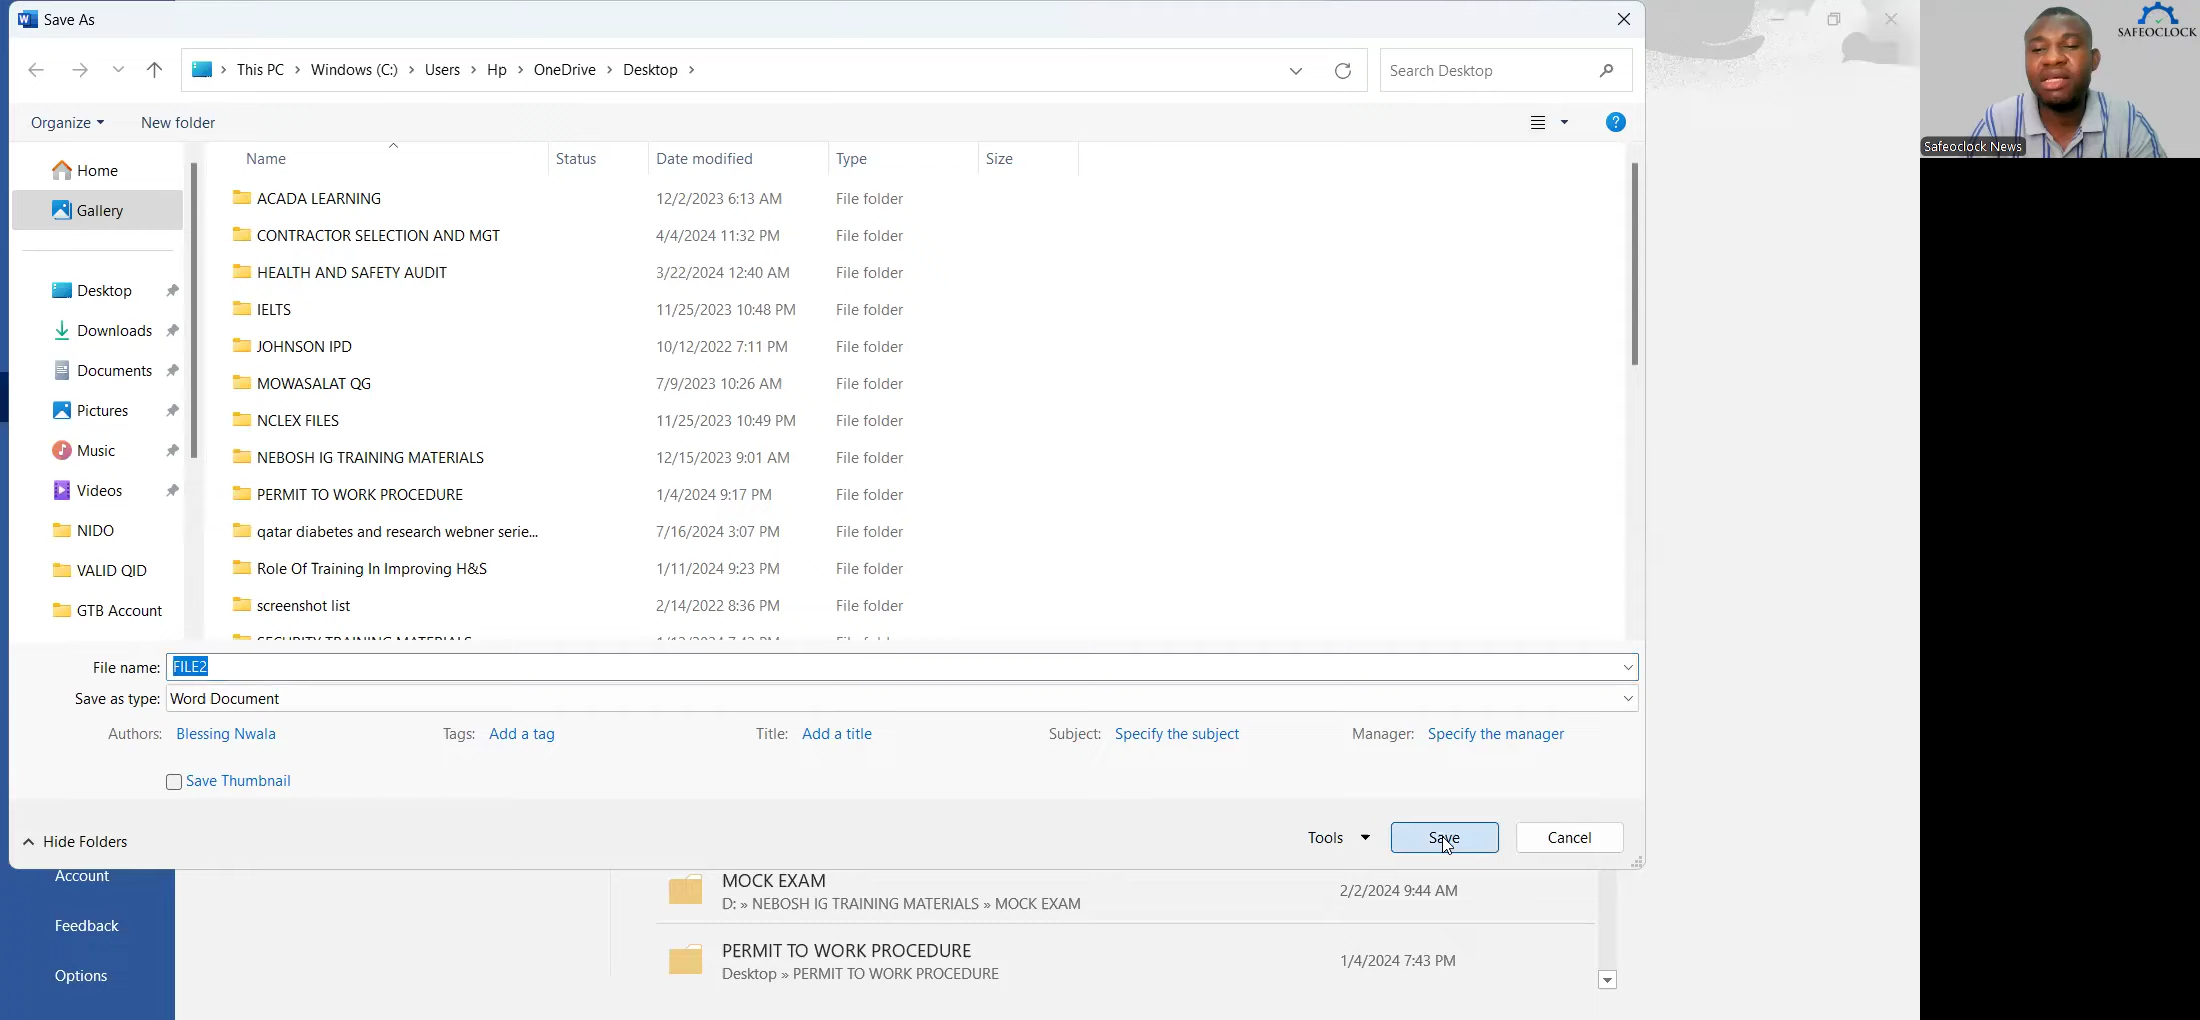 Save As
This PC > Windows (C:) > Users > Hp > OneDrive > Desktop >
Search Desktop
Organize
New folder
?
Name
Status
Date modified
Type
Size
Home
Gallery
Desktop
Downloads
Documents
Pictures
Music
Videos
NIDO
VALID QID
GTB Account
ACADA LEARNING 12/2/2023 6:13 AM File folder
CONTRACTOR SELECTION AND MGT 4/4/2024 11:32 PM File folder
HEALTH AND SAFETY AUDIT 3/22/2024 12:40 AM File folder
IELTS 11/25/2023 10:48 PM File folder
JOHNSON IPD 10/12/2022 7:11 PM File folder
MOWASALAT QG 7/9/2023 10:26 AM File folder
NCLEX FILES 11/25/2023 10:49 PM File folder
NEBOSH IG TRAINING MATERIALS 12/15/2023 9:01 AM File folder
PERMIT TO WORK PROCEDURE 1/4/2024 9:17 PM File folder
qatar diabetes and research webner serie... 7/16/2024 3:07 PM File folder
Role Of Training In Improving H&S 1/11/2024 9:23 PM File folder
screenshot list 2/14/2022 8:36 PM File folder
SECURITY TRAINING MATERIALS
File name: FILE2
Save as type: Word Document
Authors: Blessing Nwala
Tags: Add a tag
Title: Add a title
Subject: Specify the subject
Manager: Specify the manager
Save Thumbnail
Hide Folders
Tools
Save
Cancel
Account
Feedback
Options
MOCK EXAM
D: » NEBOSH IG TRAINING MATERIALS » MOCK EXAM
2/2/2024 9:44 AM
PERMIT TO WORK PROCEDURE
Desktop » PERMIT TO WORK PROCEDURE
1/4/2024 7:43 PM
SAFEOCLOCK
Safeoclock News